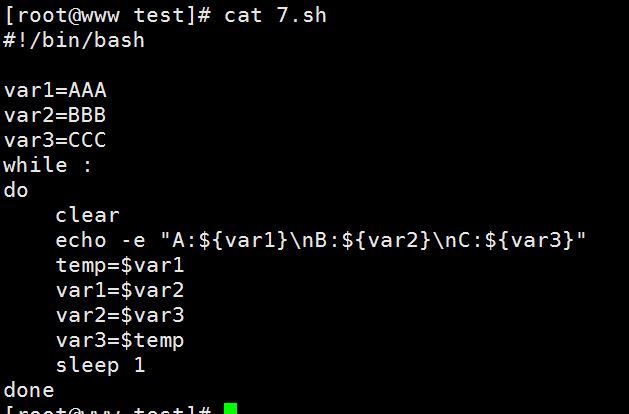 [root@www test]# cat 7.sh
#!/bin/bash

var1=AAA
var2=BBB
var3=CCC
while :
do
    clear
    echo -e "A:${var1}\nB:${var2}\nC:${var3}"
    temp=$var1
    var1=$var2
    var2=$var3
    var3=$temp
    sleep 1
done
[root@www test]#